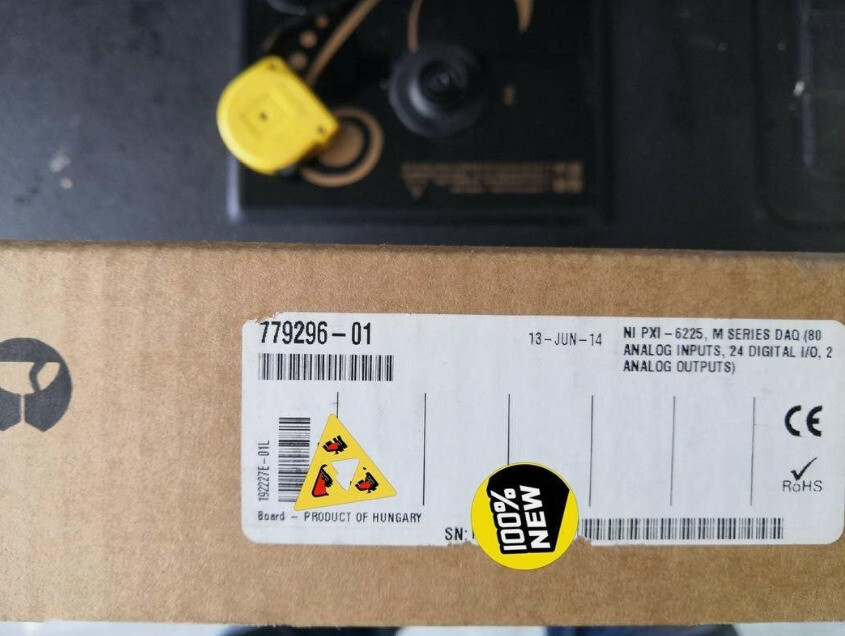 779296-01
13-JUN-14
NI PXI-6225, M SERIES DAQ (80
ANALOG INPUTS, 24 DIGITAL I/O, 2
ANALOG OUTPUTS)
CE
RoHS
192227E-01L
Board - PRODUCT OF HUNGARY
SN:
100%
NEW